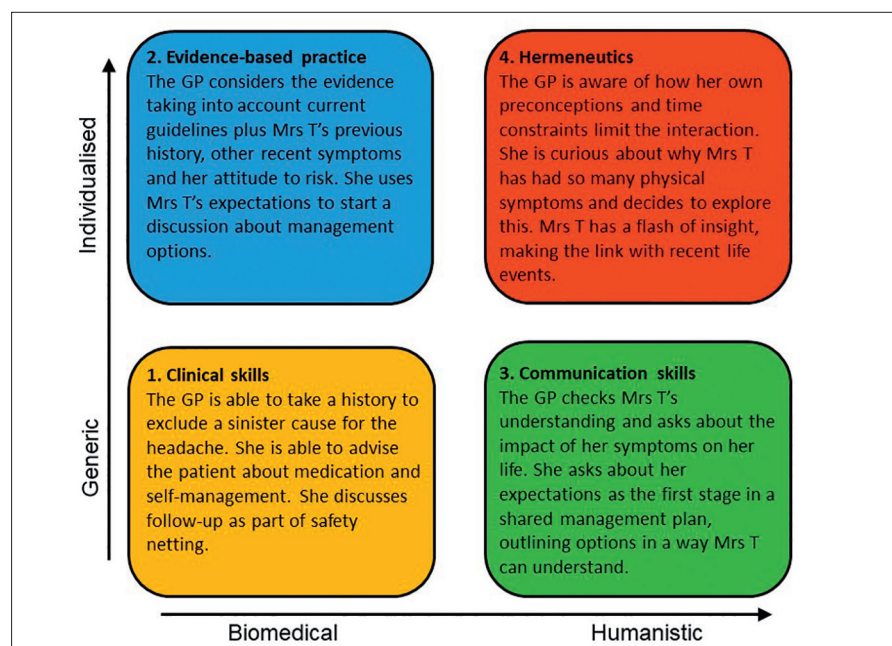 2. Evidence-based practice
The GP considers the evidence
taking into account current
guidelines plus Mrs T's previous
history, other recent symptoms
and her attitude to risk. She uses
Mrs T's expectations to start a
discussion about management
options.
4. Hermeneutics
The GP is aware of how her own
preconceptions and time
constraints limit the interaction.
She is curious about why Mrs T
has had so many physical
symptoms and decides to explore
this. Mrs T has a flash of insight,
making the link with recent life
events.
Individualised
1. Clinical skills
The GP is able to take a history to
exclude a sinister cause for the
headache. She is able to advise
the patient about medication and
self-management. She discusses
follow-up as part of safety
netting.
3. Communication skills
The GP checks Mrs T's
understanding and asks about the
impact of her symptoms on her
life. She asks about her
expectations as the first stage in a
shared management plan,
outlining options in a way Mrs T
can understand.
Generic
Biomedical
Humanistic